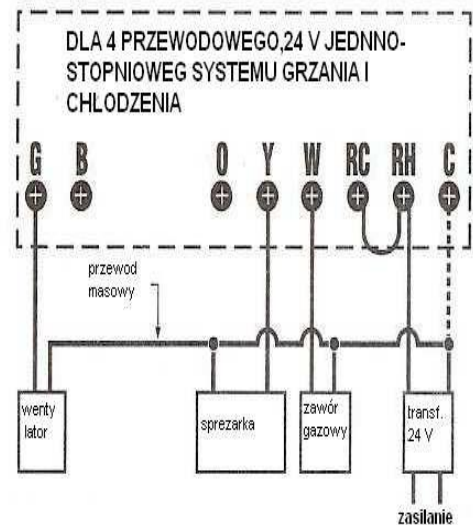 DLA 4 PRZEWODOWEGO,24 V JEDNNO-
STOPNIOWEG SYSTEMU GRZANIA I
CHLODZENIA
G B O Y W RC RH C
przewod
masowy
wenty
lator
sprezarka
zawór
gazowy
transf.
24 V
zasilanie